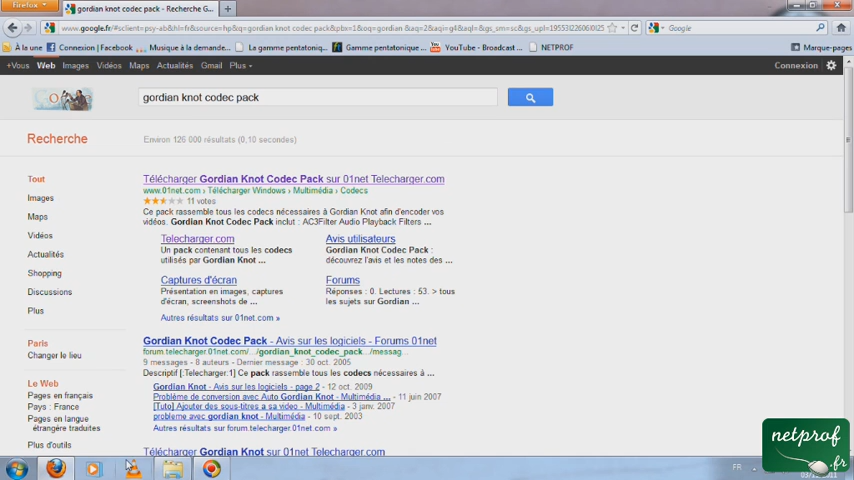 Firefox
gordian knot codec pack - Recherche G...
www.google.fr/#sclient=psy-ab&hl=fr&source=hp&q=gordian knot codec pack&pbx=1&oq=gordian
Google
À la une
Connexion | Facebook
Musique à la demande...
La gamme pentatoniq...
Gamme pentatonique ...
YouTube - Broadcast ...
NETPROF
Marque-pages
+Vous Web Images Vidéos Maps Actualités Gmail Plus
Connexion
gordian knot codec pack
Recherche
Environ 126 000 résultats (0,10 secondes)
Tout
Images
Maps
Vidéos
Actualités
Shopping
Discussions
Plus
Paris
Changer le lieu
Le Web
Pages en français
Pays : France
Pages en langue
étrangère traduites
Plus d'outils
Télécharger Gordian Knot Codec Pack sur 01net Telecharger.com
www.01net.com › Télécharger Windows › Multimédia › Codecs
11 votes
Ce pack rassemble tous les codecs nécessaires à Gordian Knot afin d'encoder vos
vidéos. Gordian Knot Codec Pack inclut : AC3Filter Audio Playback Filters ...
Telecharger.com
Un pack contenant tous les codecs
utilisés par Gordian Knot ...
Avis utilisateurs
Gordian Knot Codec Pack :
découvrez l'avis et les notes des ...
Captures d'écran
Présentation en images, captures
d'écran, screenshots de ...
Forums
Réponses : 0. Lectures : 53. > tous
les sujets sur Gordian ...
Autres résultats sur 01net.com »
Gordian Knot Codec Pack - Avis sur les logiciels - Forums 01net
forum.telecharger.01net.com/.../gordian_knot_codec_pack.../messag...
9 messages - 8 auteurs - Dernier message : 30 oct. 2005
Descriptif [:Telecharger:1] Ce pack rassemble tous les codecs nécessaires à ...
Gordian Knot - Avis sur les logiciels - page 2 - 12 oct. 2009
Problème de conversion avec Auto Gordian Knot - Multimédia ... - 11 juin 2007
[Tuto] Ajouter des sous-titres a sa video - Multimédia - 3 janv. 2007
probleme avec gordian knot - Multimédia - 10 sept. 2003
Autres résultats sur forum.telecharger.01net.com »
Télécharger Gordian Knot sur 01net Telecharger.com
FR
netprof
.fr